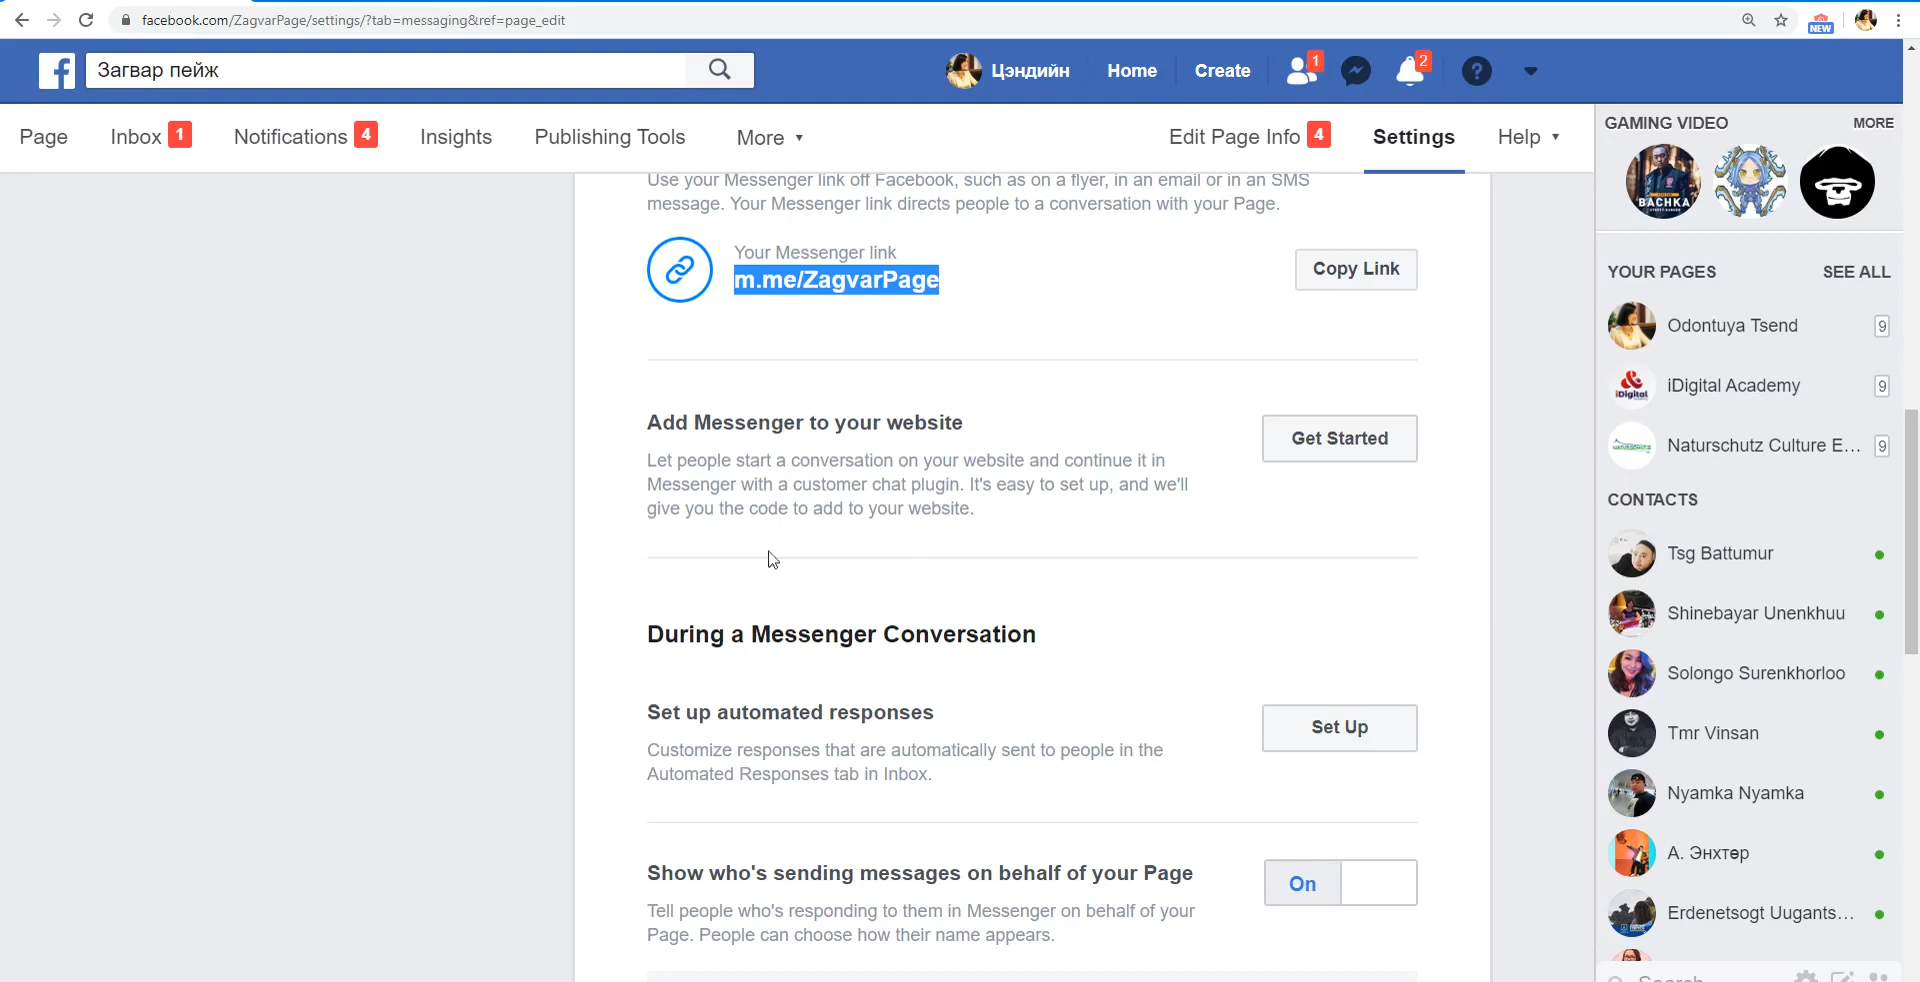 facebook.com/ZagvarPage/settings/?tab=messaging&ref=page_edit
NEW
Загвар пейж
Цэндийн
Home
Create
1
2
Page
Inbox 1
Notifications 4
Insights
Publishing Tools
More
Edit Page Info 4
Settings
Help
Use your Messenger link off Facebook, such as on a flyer, in an email or in an SMS
message. Your Messenger link directs people to a conversation with your Page.
Your Messenger link
m.me/ZagvarPage
Copy Link
Add Messenger to your website
Get Started
Let people start a conversation on your website and continue it in
Messenger with a customer chat plugin. It's easy to set up, and we'll
give you the code to add to your website.
During a Messenger Conversation
Set up automated responses
Set Up
Customize responses that are automatically sent to people in the
Automated Responses tab in Inbox.
Show who's sending messages on behalf of your Page
On
Tell people who's responding to them in Messenger on behalf of your
Page. People can choose how their name appears.
GAMING VIDEO
MORE
BACHKA
YOUR PAGES
SEE ALL
Odontuya Tsend 9
iDigital
iDigital Academy 9
Naturschutz Culture E... 9
CONTACTS
Tsg Battumur
Shinebayar Unenkhuu
Solongo Surenkhorloo
Tmr Vinsan
Nyamka Nyamka
А. Энхтөр
Erdenetsogt Uugants...
Search